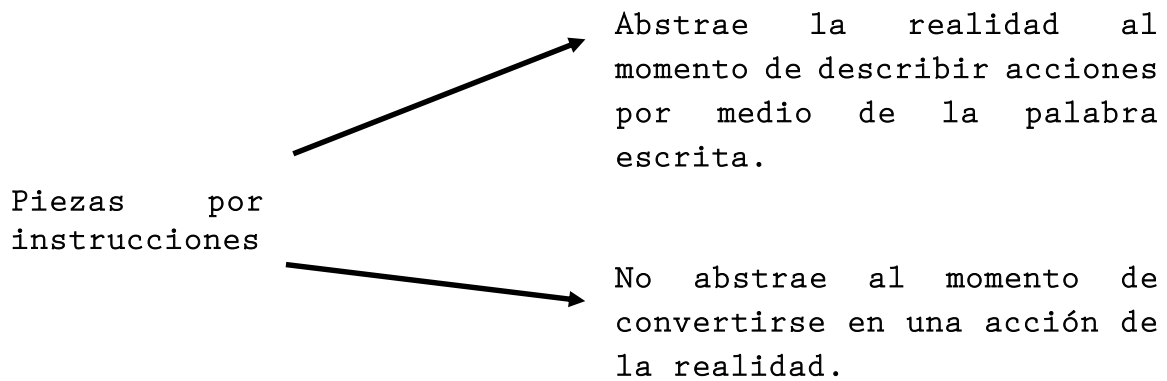 Abstrae la realidad al
momento de describir acciones
por medio de la palabra
escrita.
Piezas por
instrucciones
No abstrae al momento de
convertirse en una acción de
la realidad.